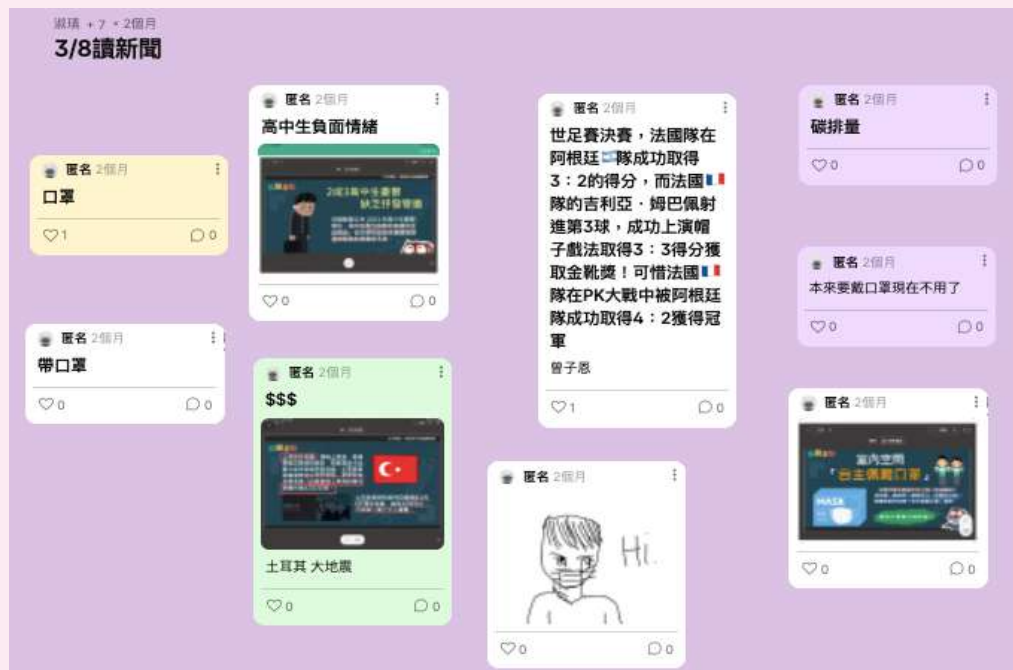 淑瑱 + 7 • 2個月
3/8讀新聞
匿名 2個月
口罩
1
0
匿名 2個月
帶口罩
0
0
匿名 2個月
高中生負面情緒
0
0
匿名 2個月
$$$
土耳其 大地震
0
0
匿名 2個月
世足賽決賽,法國隊在
阿根廷🇦🇷隊成功取得
3:2的得分,而法國🇫🇷
隊的吉利亞·姆巴佩射
進第3球,成功上演帽
子戲法取得3:3得分獲
取金靴獎!可惜法國🇫🇷
隊在PK大戰中被阿根廷
隊成功取得4:2獲得冠
軍
曾子恩
1
0
匿名 2個月
Hi.
0
0
匿名 2個月
碳排量
0
0
匿名 2個月
本來要戴口罩現在不用了
0
0
匿名 2個月
室內空間
「自主佩戴口罩」
MASK
0
0